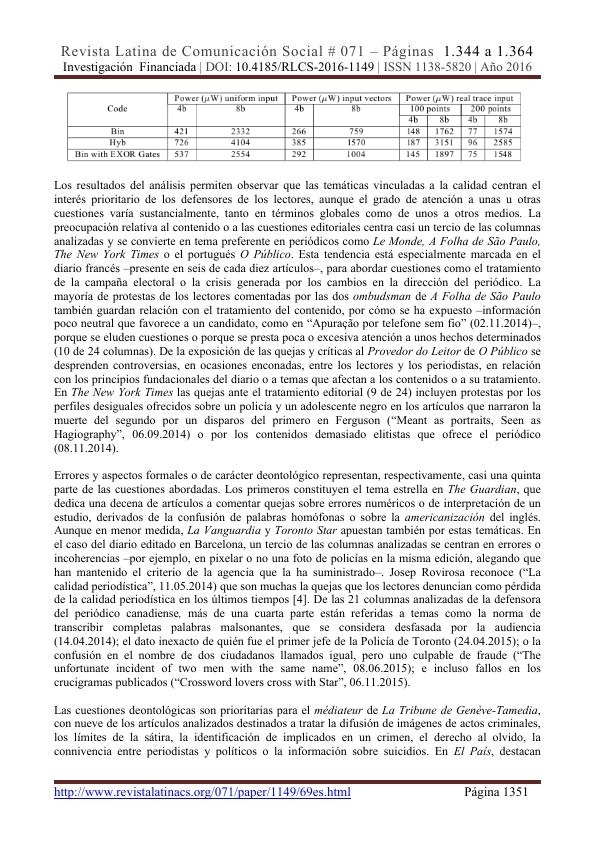 Revista Latina de Comunicación Social # 071 – Páginas 1.344 a 1.364
Investigación Financiada | DOI: 10.4185/RLCS-2016-1149 | ISSN 1138-5820 | Año 2016
Code Power (μW) uniform input Power (μW) input vectors Power (μW) real trace input
4b 8b 4b 8b 100 points 200 points
4b 8b 4b 8b
Bin 421 2332 266 759 148 1762 77 1574
Hyb 726 4104 385 1570 187 3151 96 2585
Bin with EXOR Gates 537 2554 292 1004 145 1897 75 1548
Los resultados del análisis permiten observar que las temáticas vinculadas a la calidad centran el
interés prioritario de los defensores de los lectores, aunque el grado de atención a unas u otras
cuestiones varía sustancialmente, tanto en términos globales como de unos a otros medios. La
preocupación relativa al contenido o a las cuestiones editoriales centra casi un tercio de las columnas
analizadas y se convierte en tema preferente en periódicos como Le Monde, A Folha de São Paulo,
The New York Times o el portugués O Público. Esta tendencia está especialmente marcada en el
diario francés –presente en seis de cada diez artículos–, para abordar cuestiones como el tratamiento
de la campaña electoral o la crisis generada por los cambios en la dirección del periódico. La
mayoría de protestas de los lectores comentadas por las dos ombudsman de A Folha de São Paulo
también guardan relación con el tratamiento del contenido, por cómo se ha expuesto –información
poco neutral que favorece a un candidato, como en “Apuração por telefone sem fio” (02.11.2014)–,
porque se eluden cuestiones o porque se presta poca o excesiva atención a unos hechos determinados
(10 de 24 columnas). De la exposición de las quejas y críticas al Provedor do Leitor de O Público se
desprenden controversias, en ocasiones enconadas, entre los lectores y los periodistas, en relación
con los principios fundacionales del diario o a temas que afectan a los contenidos o a su tratamiento.
En The New York Times las quejas ante el tratamiento editorial (9 de 24) incluyen protestas por los
perfiles desiguales ofrecidos sobre un policía y un adolescente negro en los artículos que narraron la
muerte del segundo por un disparos del primero en Ferguson (“Meant as portraits, Seen as
Hagiography”, 06.09.2014) o por los contenidos demasiado elitistas que ofrece el periódico
(08.11.2014).
Errores y aspectos formales o de carácter deontológico representan, respectivamente, casi una quinta
parte de las cuestiones abordadas. Los primeros constituyen el tema estrella en The Guardian, que
dedica una decena de artículos a comentar quejas sobre errores numéricos o de interpretación de un
estudio, derivados de la confusión de palabras homófonas o sobre la americanización del inglés.
Aunque en menor medida, La Vanguardia y Toronto Star apuestan también por estas temáticas. En
el caso del diario editado en Barcelona, un tercio de las columnas analizadas se centran en errores o
incoherencias –por ejemplo, en pixelar o no una foto de policías en la misma edición, alegando que
han mantenido el criterio de la agencia que la ha suministrado–. Josep Rovirosa reconoce (“La
calidad periodística”, 11.05.2014) que son muchas la quejas que los lectores denuncian como pérdida
de la calidad periodística en los últimos tiempos [4]. De las 21 columnas analizadas de la defensora
del periódico canadiense, más de una cuarta parte están referidas a temas como la norma de
transcribir completas palabras malsonantes, que se considera desfasada por la audiencia
(14.04.2014); el dato inexacto de quién fue el primer jefe de la Policía de Toronto (24.04.2015); o la
confusión en el nombre de dos ciudadanos llamados igual, pero uno culpable de fraude (“The
unfortunate incident of two men with the same name”, 08.06.2015); e incluso fallos en los
crucigramas publicados (“Crossword lovers cross with Star”, 06.11.2015).
Las cuestiones deontológicas son prioritarias para el médiateur de La Tribune de Genève-Tamedia,
con nueve de los artículos analizados destinados a tratar la difusión de imágenes de actos criminales,
los límites de la sátira, la identificación de implicados en un crimen, el derecho al olvido, la
connivencia entre periodistas y políticos o la información sobre suicidios. En El País, destacan
http://www.revistalatinacs.org/071/paper/1149/69es.html Página 1351